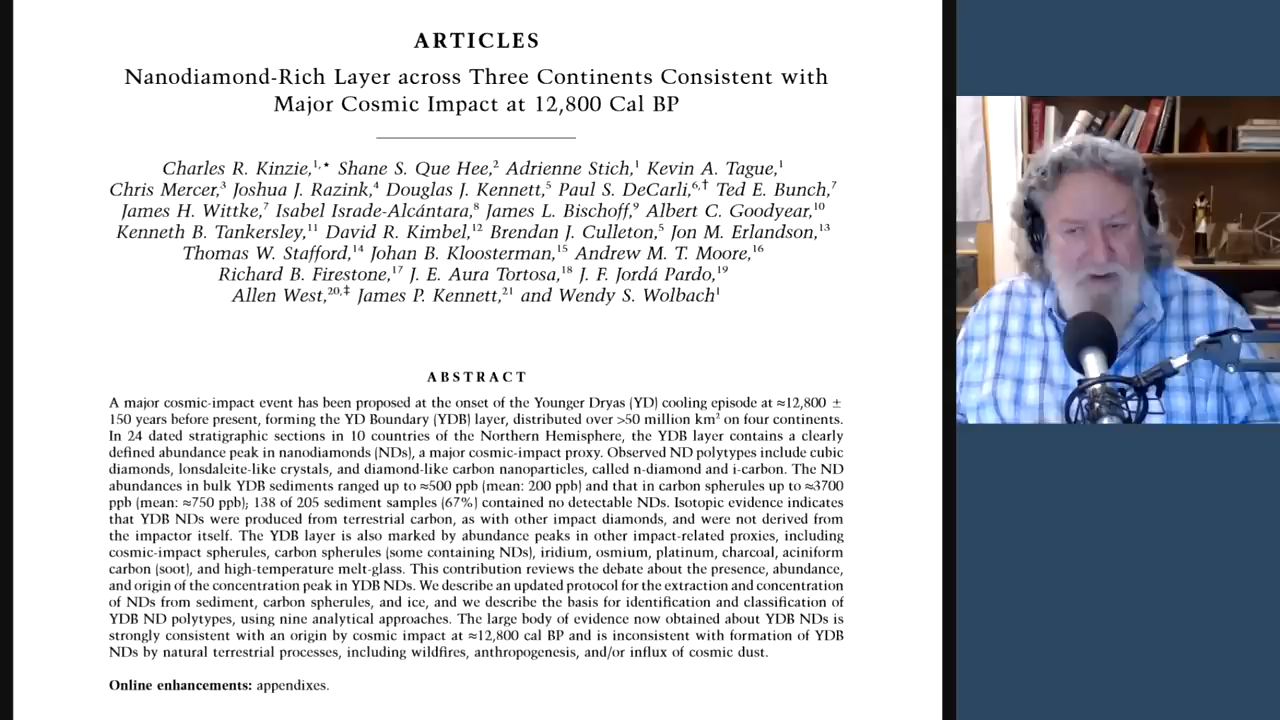 ARTICLES
Nanodiamond-Rich Layer across Three Continents Consistent with
Major Cosmic Impact at 12,800 Cal BP
Charles R. Kinzie,¹,* Shane S. Que Hee,² Adrienne Stich,¹ Kevin A. Tague,¹
Chris Mercer,³ Joshua J. Razink,⁴ Douglas J. Kennett,⁵ Paul S. DeCarli,⁶,† Ted E. Bunch,⁷
James H. Wittke,⁷ Isabel Israde-Alcántara,⁸ James L. Bischoff,⁹ Albert C. Goodyear,¹⁰
Kenneth B. Tankersley,¹¹ David R. Kimbel,¹² Brendan J. Culleton,⁵ Jon M. Erlandson,¹³
Thomas W. Stafford,¹⁴ Johan B. Kloosterman,¹⁵ Andrew M. T. Moore,¹⁶
Richard B. Firestone,¹⁷ J. E. Aura Tortosa,¹⁸ J. F. Jordá Pardo,¹⁹
Allen West,²⁰,‡ James P. Kennett,²¹ and Wendy S. Wolbach¹
ABSTRACT
A major cosmic-impact event has been proposed at the onset of the Younger Dryas (YD) cooling episode at ≈12,800 ±
150 years before present, forming the YD Boundary (YDB) layer, distributed over >50 million km² on four continents.
In 24 dated stratigraphic sections in 10 countries of the Northern Hemisphere, the YDB layer contains a clearly
defined abundance peak in nanodiamonds (NDs), a major cosmic-impact proxy. Observed ND polytypes include cubic
diamonds, lonsdaleite-like crystals, and diamond-like carbon nanoparticles, called n-diamond and i-carbon. The ND
abundances in bulk YDB sediments ranged up to ≈500 ppb (mean: 200 ppb) and that in carbon spherules up to ≈3700
ppb (mean: ≈750 ppb); 138 of 205 sediment samples (67%) contained no detectable NDs. Isotopic evidence indicates
that YDB NDs were produced from terrestrial carbon, as with other impact diamonds, and were not derived from
the impactor itself. The YDB layer is also marked by abundance peaks in other impact-related proxies, including
cosmic-impact spherules, carbon spherules (some containing NDs), iridium, osmium, platinum, charcoal, aciniform
carbon (soot), and high-temperature melt-glass. This contribution reviews the debate about the presence, abundance,
and origin of the concentration peak in YDB NDs. We describe an updated protocol for the extraction and concentration
of NDs from sediment, carbon spherules, and ice, and we describe the basis for identification and classification of
YDB ND polytypes, using nine analytical approaches. The large body of evidence now obtained about YDB NDs is
strongly consistent with an origin by cosmic impact at ≈12,800 cal BP and is inconsistent with formation of YDB
NDs by natural terrestrial processes, including wildfires, anthropogenesis, and/or influx of cosmic dust.
Online enhancements: appendixes.